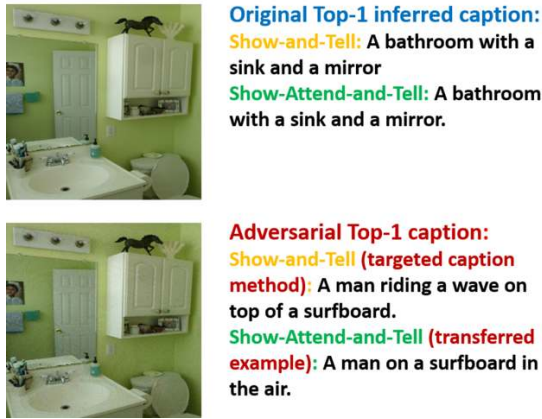 Original Top-1 inferred caption:
Show-and-Tell: A bathroom with a
sink and a mirror
Show-Attend-and-Tell: A bathroom
with a sink and a mirror.
Adversarial Top-1 caption:
Show-and-Tell (targeted caption
method): A man riding a wave on
top of a surfboard.
Show-Attend-and-Tell (transferred
example): A man on a surfboard in
the air.